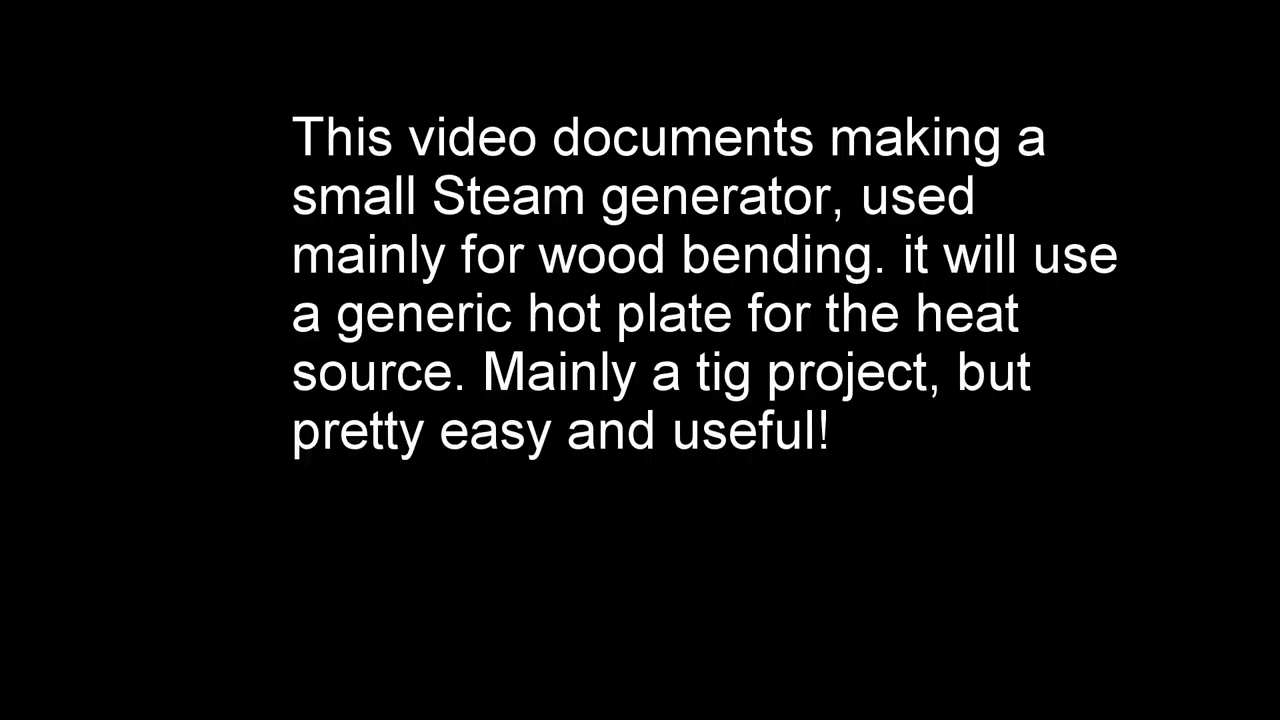 This video documents making a
small Steam generator, used
mainly for wood bending. it will use
a generic hot plate for the heat
source. Mainly a tig project, but
pretty easy and useful!